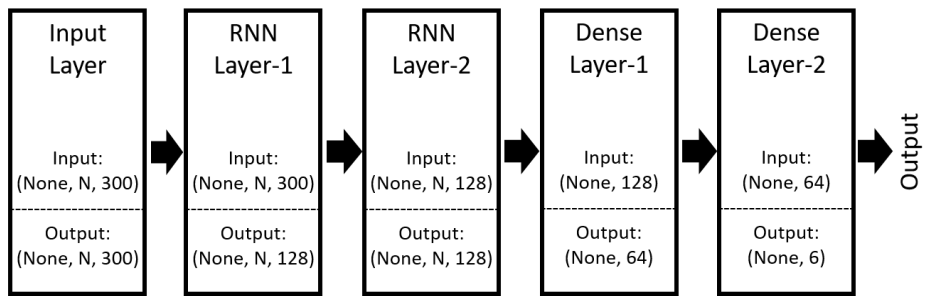 Input
Layer
Input:
(None, N, 300)
Output:
(None, N, 300)
RNN
Layer-1
Input:
(None, N, 300)
Output:
(None, N, 128)
RNN
Layer-2
Input:
(None, N, 128)
Output:
(None, N, 128)
Dense
Layer-1
Input:
(None, 128)
Output:
(None, 64)
Dense
Layer-2
Input:
(None, 64)
Output:
(None, 6)
Output